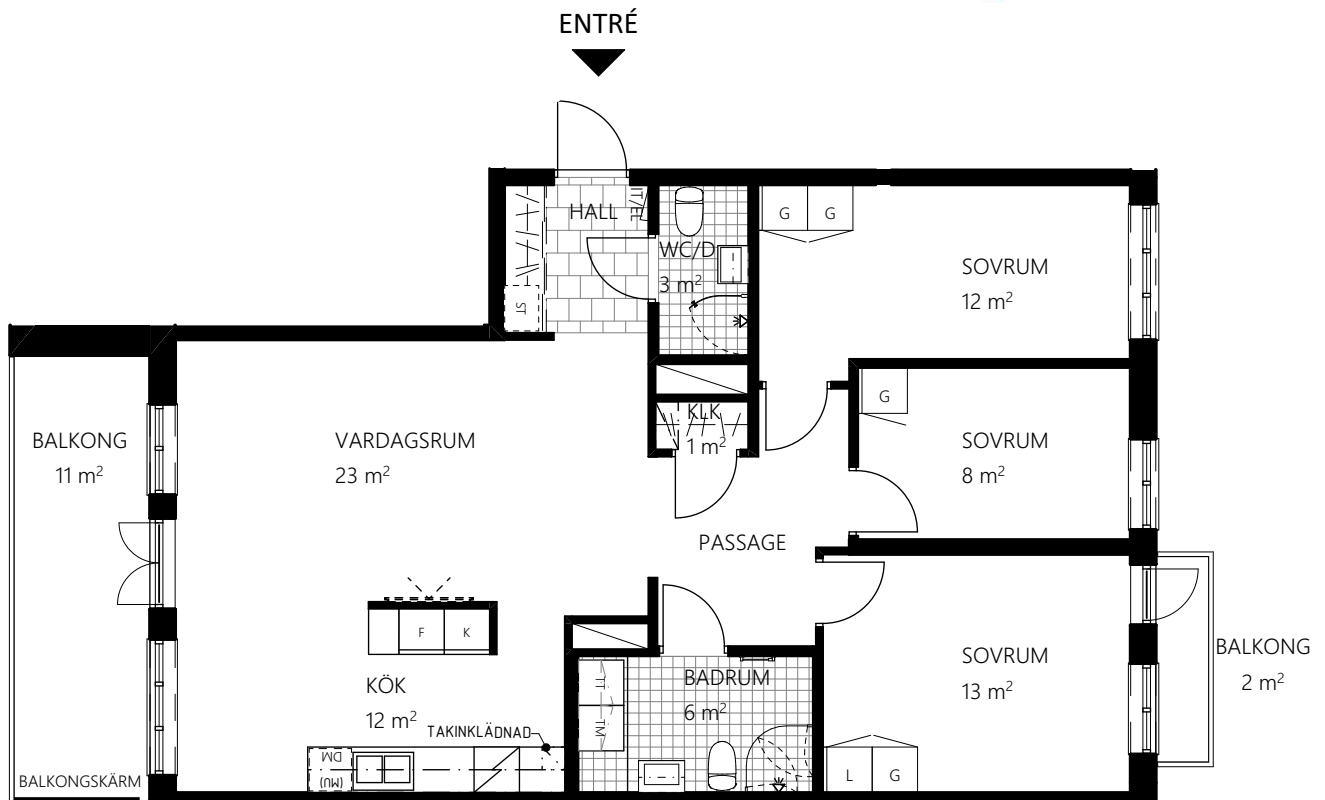 ENTRÉ
HALL
IT/EL
ST
WC/D
3 m²
G
G
SOVRUM
12 m²
KLK
1 m²
G
SOVRUM
8 m²
BALKONG
11 m²
VARDAGSRUM
23 m²
PASSAGE
F
K
KÖK
12 m²
TAKINKLÄDNAD
DM
(MU)
BALKONGSKÄRM
BADRUM
6 m²
TT
TM
SOVRUM
13 m²
L
G
BALKONG
2 m²